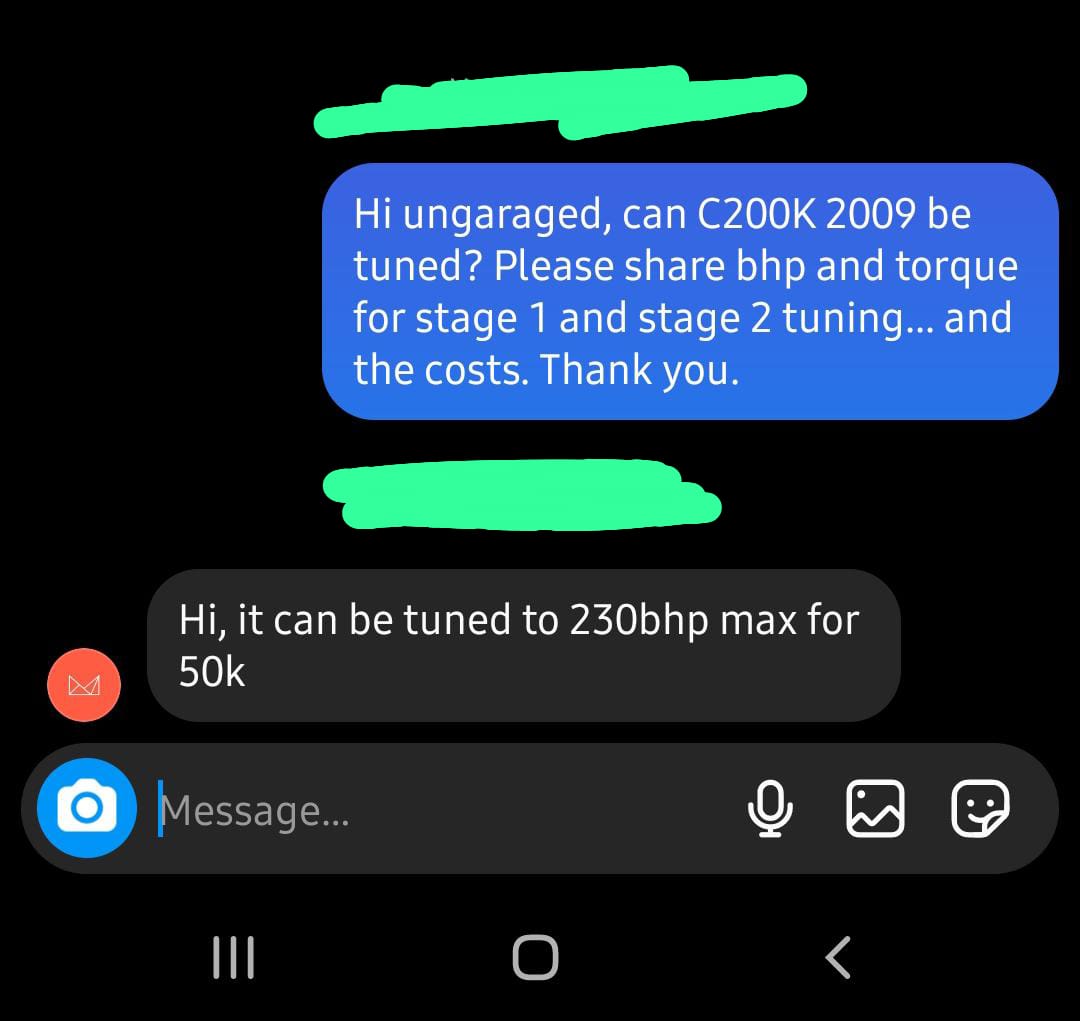 Hi ungaraged, can C200K 2009 be
tuned? Please share bhp and torque
for stage 1 and stage 2 tuning... and
the costs. Thank you.
Hi, it can be tuned to 230bhp max for
50k
Message...